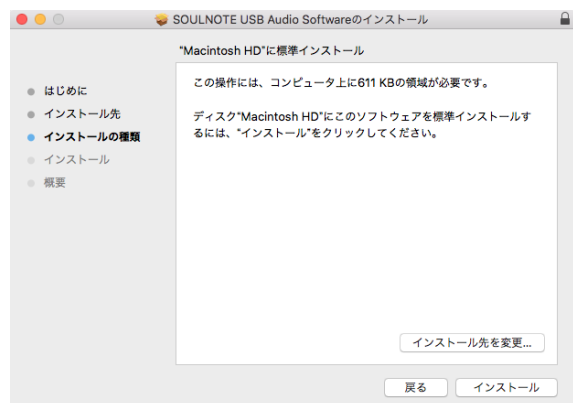 SOULNOTE USB Audio Softwareのインストール
"Macintosh HD"に標準インストール
はじめに
インストール先
インストールの種類
インストール
概要
この操作には、コンピュータ上に611 KBの領域が必要です。
ディスク"Macintosh HD"にこのソフトウェアを標準インストールす
るには、"インストール"をクリックしてください。
インストール先を変更...
戻る
インストール